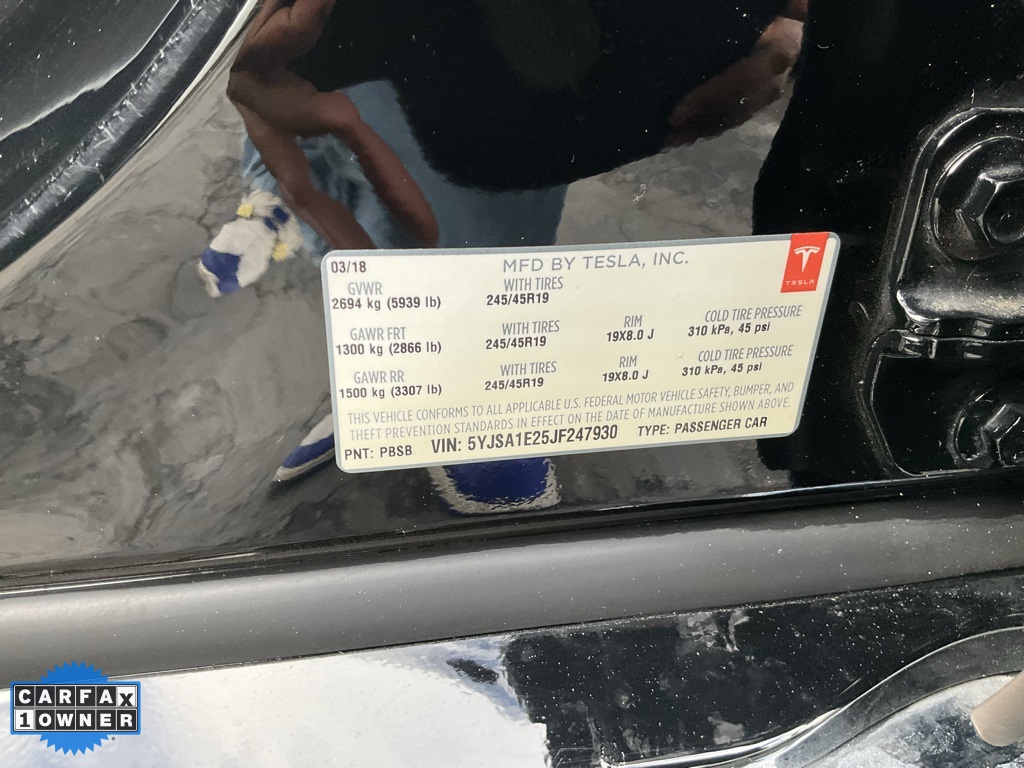 03/18 MFD BY TESLA, INC.
TESLA
GVWR WITH TIRES
2694 kg (5939 lb) 245/45R19
GAWR FRT WITH TIRES RIM COLD TIRE PRESSURE
1300 kg (2866 lb) 245/45R19 19X8.0 J 310 kPa, 45 psi
GAWR RR WITH TIRES RIM COLD TIRE PRESSURE
1500 kg (3307 lb) 245/45R19 19X8.0 J 310 kPa, 45 psi
THIS VEHICLE CONFORMS TO ALL APPLICABLE U.S. FEDERAL MOTOR VEHICLE SAFETY, BUMPER, AND
THEFT PREVENTION STANDARDS IN EFFECT ON THE DATE OF MANUFACTURE SHOWN ABOVE.
PNT: PBSB VIN: 5YJSA1E25JF247930 TYPE: PASSENGER CAR
CARFAX
1 OWNER